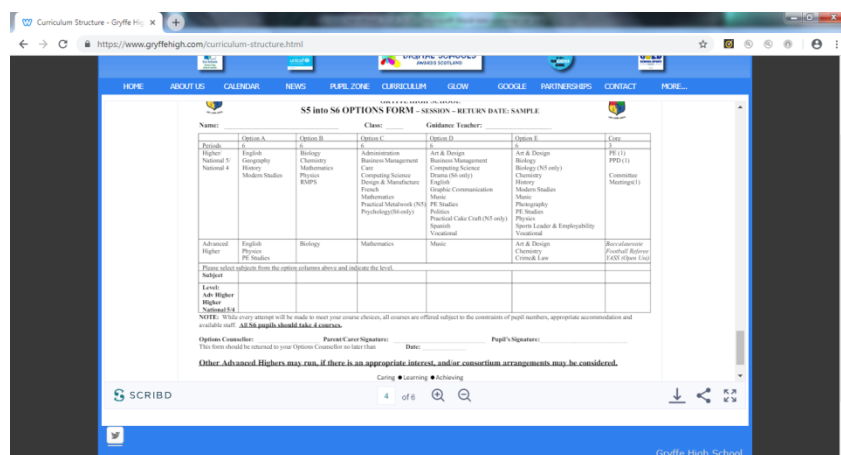 Curriculum Structure - Gryffe Hig
https://www.gryffehigh.com/curriculum-structure.html
DIGITAL SCHOOLS
AWARDS SCOTLAND
HOME ABOUT US CALENDAR NEWS PUPIL ZONE CURRICULUM GLOW GOOGLE PARTNERSHIPS CONTACT MORE...
GRYFFE HIGH SCHOOL
S5 into S6 OPTIONS FORM – SESSION – RETURN DATE: SAMPLE
Name: Class: Guidance Teacher:
Option A Option B Option C Option D Option E Core
Periods 6 6 6 6 6 3
Higher/ English Biology Administration Art & Design Art & Design PE (1)
National 5/ Geography Chemistry Business Management Business Management Biology PPD (1)
National 4 History Mathematics Care Computing Science Biology (N5 only)
Modern Studies Physics Computing Science Drama (S6 only) Chemistry Committee
RMPS Design & Manufacture English History Meetings(1)
French Graphic Communication Modern Studies
Mathematics Music Music
Practical Metalwork (N5) PE Studies Photography
Psychology(S6 only) Politics PE Studies
Practical Cake Craft (N5 only) Physics
Spanish Sports Leader & Employability
Vocational Vocational
Advanced English Biology Mathematics Music Art & Design Baccalaureate
Higher Physics Chemistry Football Referee
PE Studies Crime& Law YASS (Open Uni)
Please select subjects from the option columns above and indicate the level.
Subject
Level:
Adv Higher
Higher
National 5/4
NOTE: While every attempt will be made to meet your course choices, all courses are offered subject to the constraints of pupil numbers, appropriate accommodation and
available staff. All S6 pupils should take 4 courses.
Options Counsellor: Parent/Carer Signature: Pupil's Signature:
This form should be returned to your Options Counsellor no later than Date:
Other Advanced Highers may run, if there is an appropriate interest, and/or consortium arrangements may be considered.
Caring ● Learning ● Achieving
SCRIBD 4 of 6
Gryffe High School